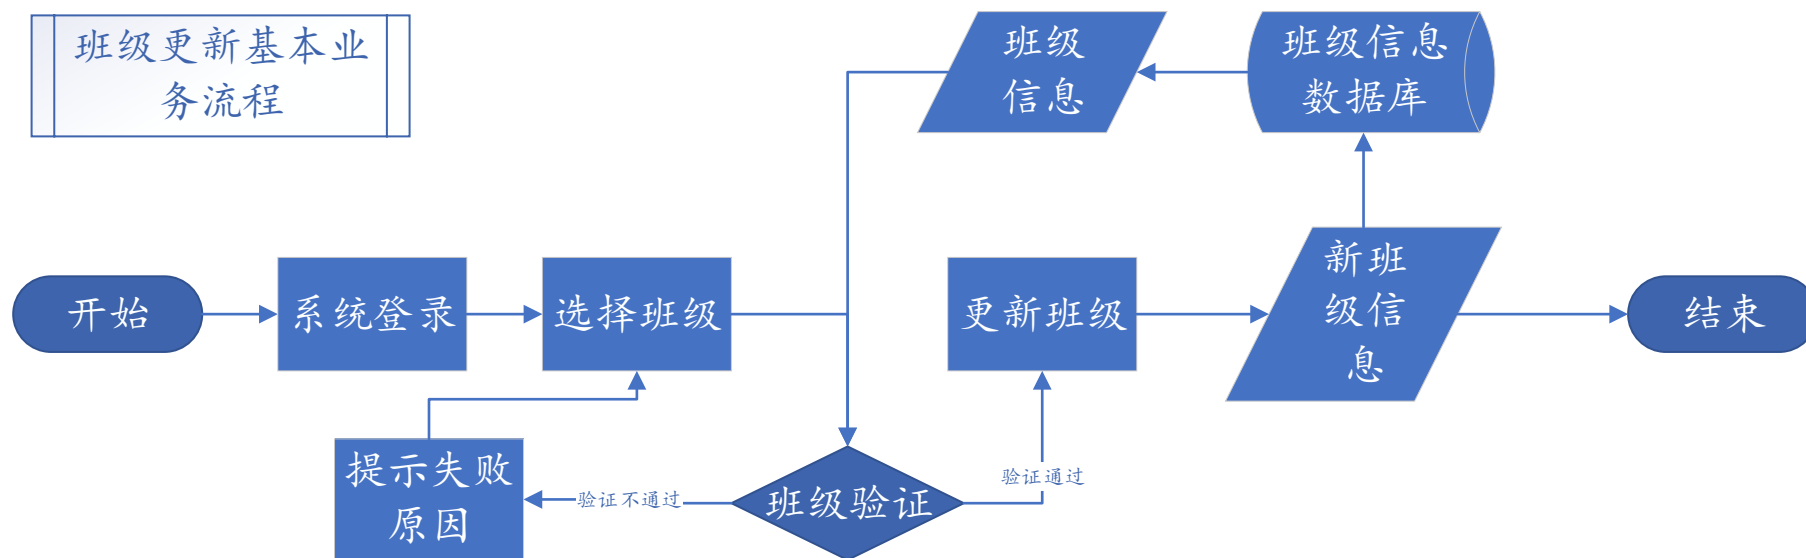 班级更新基本业
务流程
班级
信息
班级信息
数据库
开始
系统登录
选择班级
更新班级
新班
级信
息
结束
提示失败
原因
验证不通过
班级验证
验证通过